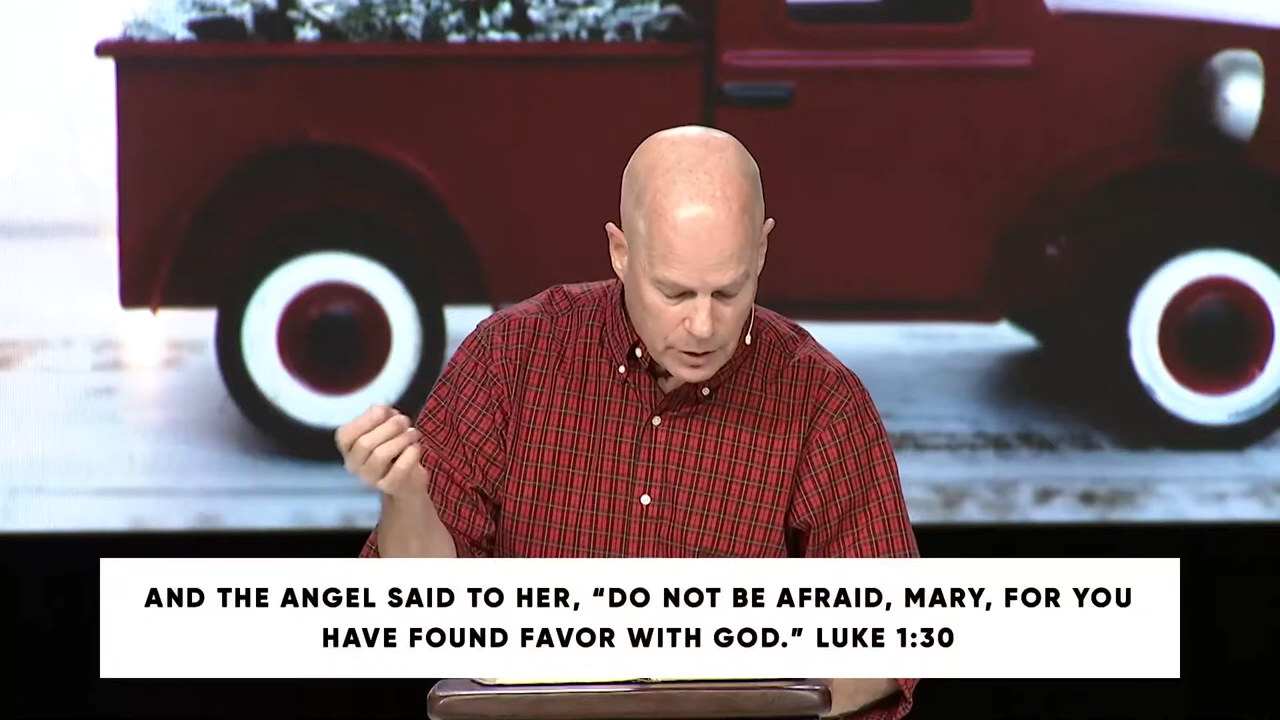 AND THE ANGEL SAID TO HER, “DO NOT BE AFRAID, MARY, FOR YOU
HAVE FOUND FAVOR WITH GOD.” LUKE 1:30